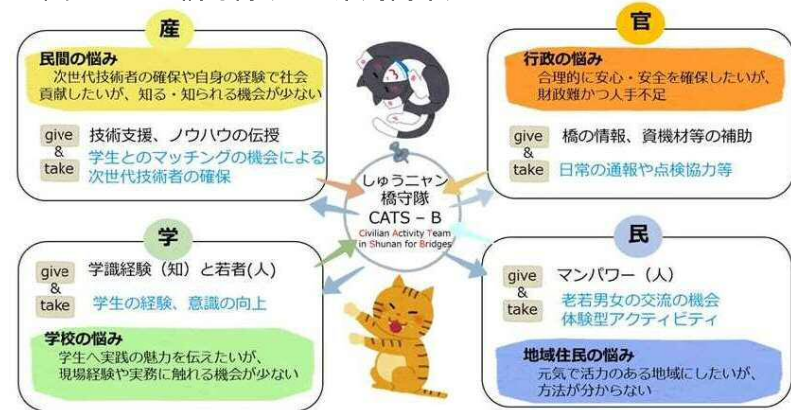 産
民間の悩み
次世代技術者の確保や自身の経験で社会
貢献したいが、知る・知られる機会が少ない
give
&
take
技術支援、ノウハウの伝授
学生とのマッチングの機会による
次世代技術者の確保
官
行政の悩み
合理的に安心・安全を確保したいが、
財政難かつ人手不足
give
&
take
橋の情報、資機材等の補助
日常の通報や点検協力等
しゅうニャン
橋守隊
CATS – B
Civilian Activity Team
in Shunan for Bridges
学
give
&
take
学識経験（知）と若者(人)
学生の経験、意識の向上
学校の悩み
学生へ実践の魅力を伝えたいが、
現場経験や実務に触れる機会が少ない
民
give
&
take
マンパワー（人）
老若男女の交流の機会
体験型アクティビティ
地域住民の悩み
元気で活力のある地域にしたいが、
方法が分からない